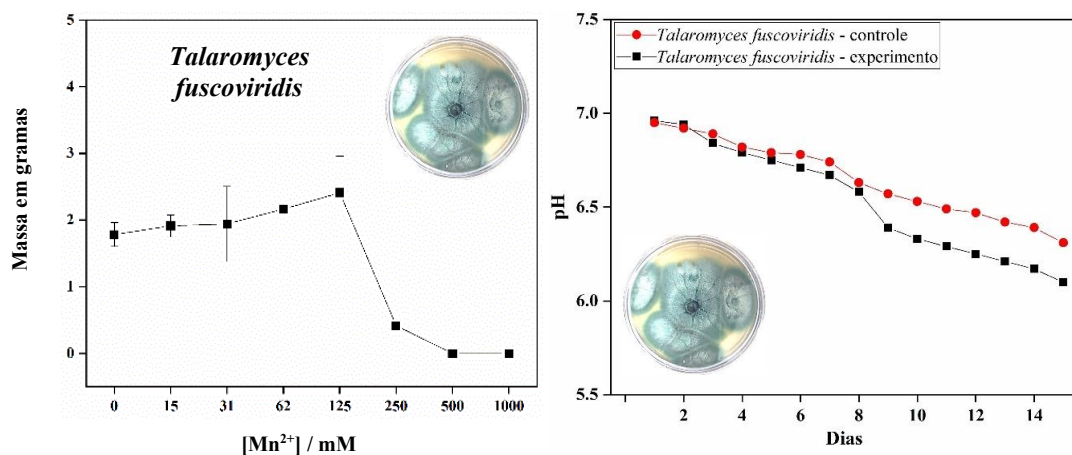 5
4
3
2
1
0
Massa em gramas
Talaromyces
fuscoviridis
0 15 31 62 125 250 500 1000
[Mn²⁺] / mM
7.5
7.0
6.5
6.0
5.5
pH
Talaromyces fuscoviridis - controle
Talaromyces fuscoviridis - experimento
2 4 6 8 10 12 14
Dias